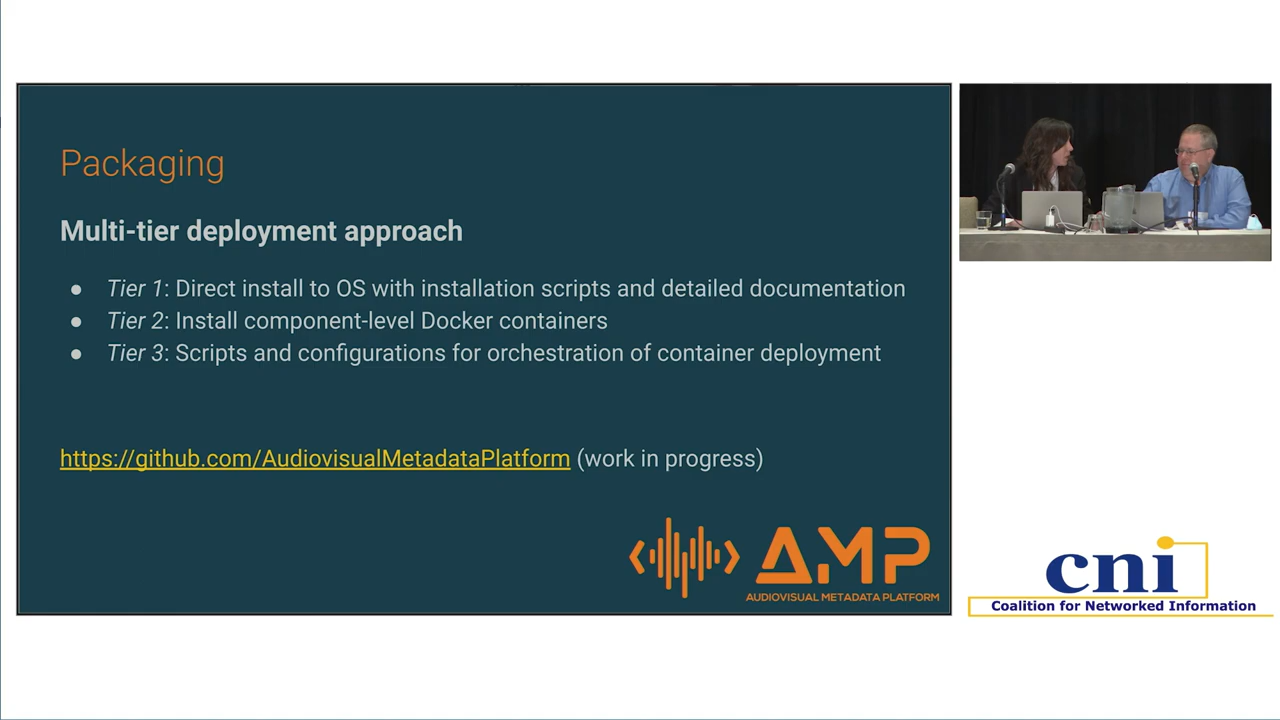 Packaging
Multi-tier deployment approach
● Tier 1: Direct install to OS with installation scripts and detailed documentation
● Tier 2: Install component-level Docker containers
● Tier 3: Scripts and configurations for orchestration of container deployment
https://github.com/AudiovisualMetadataPlatform (work in progress)
AMP
AUDIOVISUAL METADATA PLATFORM
cni
Coalition for Networked Information